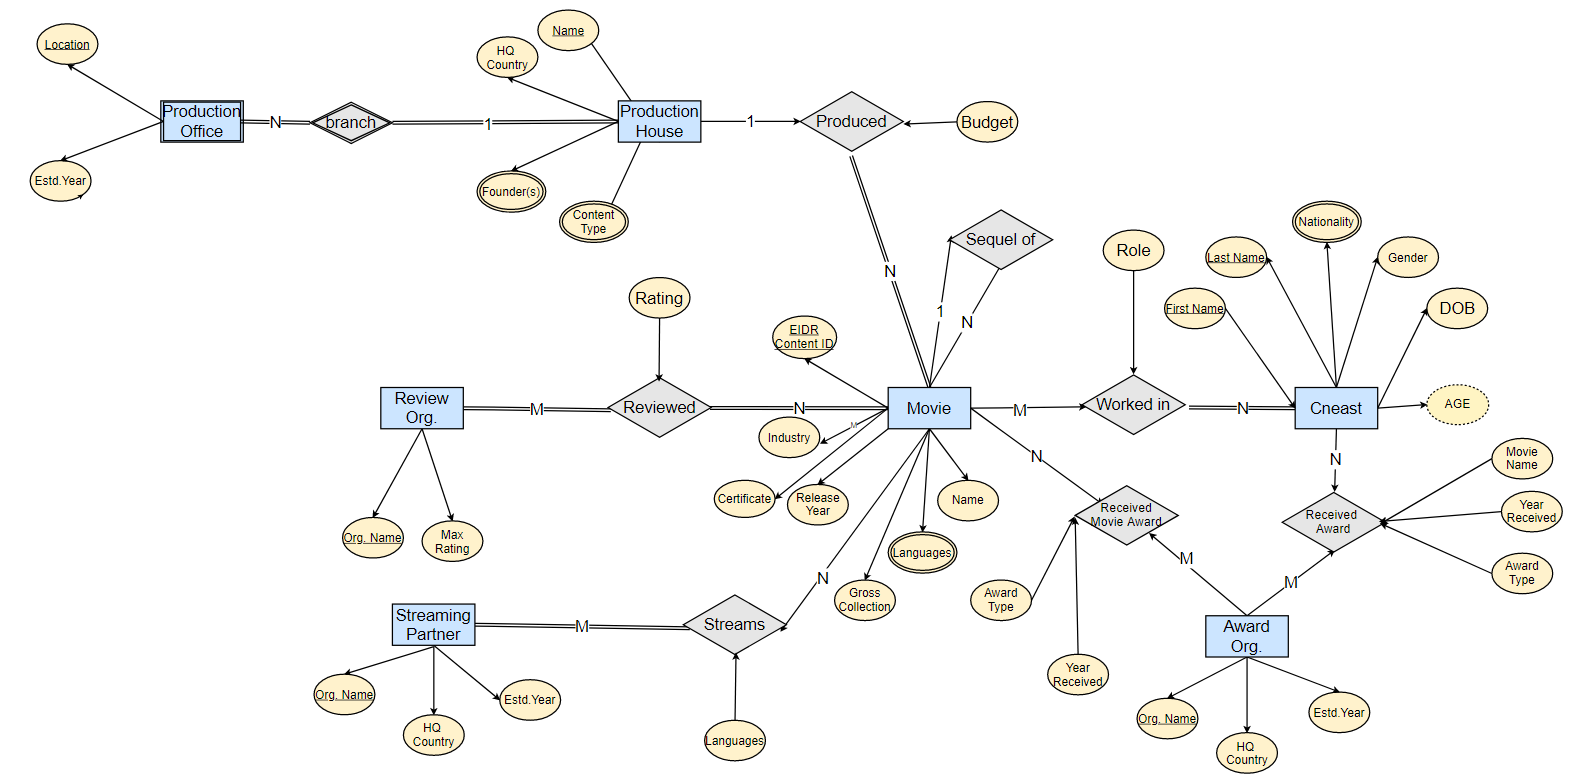 Location
Production
Office
Estd.Year
N
branch
1
HQ
Country
Name
Production
House
Founder(s)
Content
Type
1
Produced
Budget
N
Sequel of
1
N
Role
Nationality
Last Name
Gender
First Name
DOB
AGE
Rating
EIDR
Content ID
Review
Org.
M
Reviewed
N
Movie
M
Worked in
N
Cneast
Industry
M
Certificate
Release
Year
Name
Languages
Gross
Collection
N
N
Org. Name
Max
Rating
Received
Movie Award
N
Received
Award
Movie
Name
Year
Received
Award
Type
M
M
Award
Type
Year
Received
Streaming
Partner
M
Streams
Languages
Org. Name
HQ
Country
Estd.Year
Award
Org.
Org. Name
HQ
Country
Estd.Year